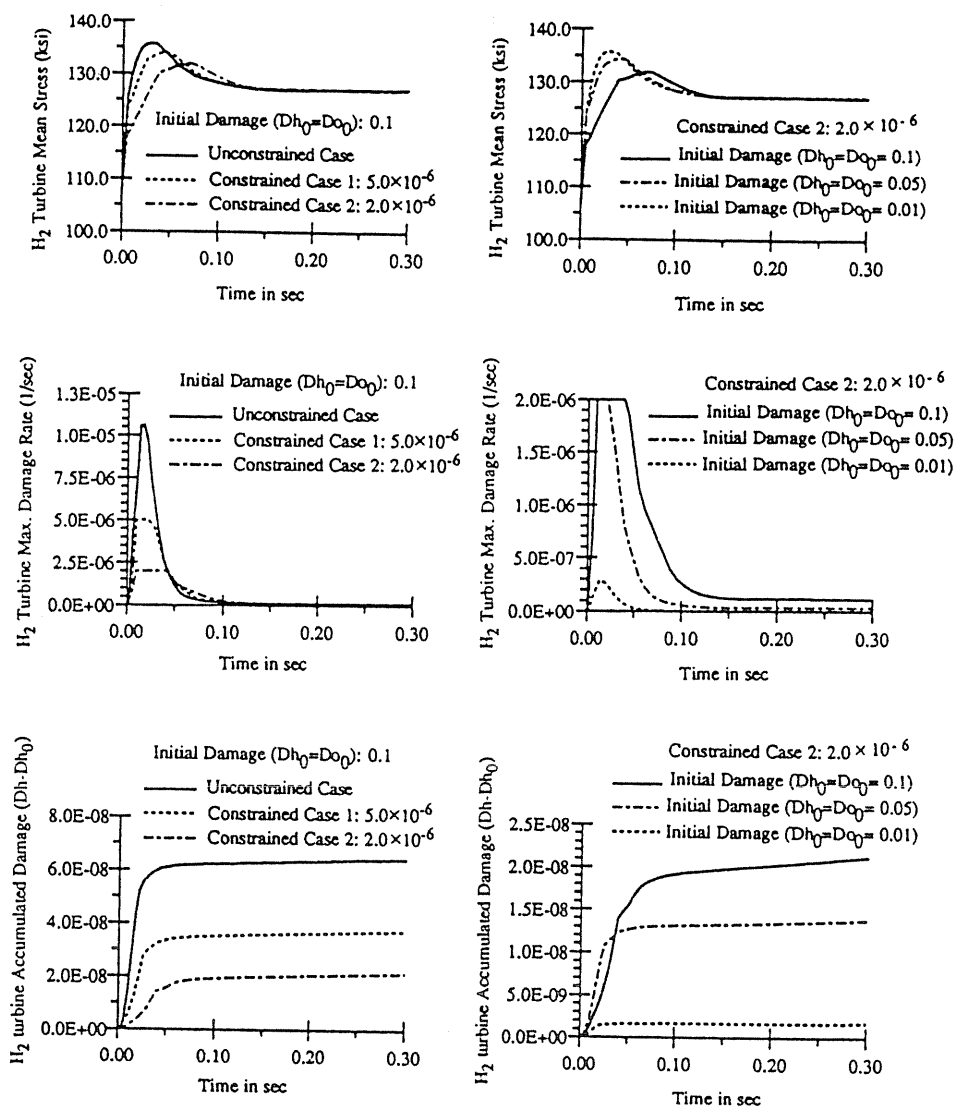 H2 Turbine Mean Stress (ksi)
130.0
120.0
110.0
100.0
Initial Damage (Dh0=Do0): 0.1
Unconstrained Case
Constrained Case 1: 5.0×10-6
Constrained Case 2: 2.0×10-6
0.00 0.10 0.20 0.30
Time in sec
H2 Turbine Mean Stress (ksi)
130.0
120.0
110.0
100.0
Constrained Case 2: 2.0 × 10-6
Initial Damage (Dh0=Do0= 0.1)
Initial Damage (Dh0=Do0= 0.05)
Initial Damage (Dh0=Do0= 0.01)
0.00 0.10 0.20 0.30
Time in sec
H2 Turbine Max. Damage Rate (1/sec)
1.3E-05
1.0E-05
7.5E-06
5.0E-06
2.5E-06
0.0E+00
Initial Damage (Dh0=Do0): 0.1
Unconstrained Case
Constrained Case 1: 5.0×10-6
Constrained Case 2: 2.0×10-6
0.00 0.10 0.20 0.30
Time in sec
H2 Turbine Max. Damage Rate (1/sec)
2.0E-06
1.5E-06
1.0E-06
5.0E-07
0.0E+00
Constrained Case 2: 2.0 × 10-6
Initial Damage (Dh0=Do0= 0.1)
Initial Damage (Dh0=Do0= 0.05)
Initial Damage (Dh0=Do0= 0.01)
0.00 0.10 0.20 0.30
Time in sec
H2 turbine Accumulated Damage (Dh-Dh0)
8.0E-08
6.0E-08
4.0E-08
2.0E-08
0.0E+00
Initial Damage (Dh0=Do0): 0.1
Unconstrained Case
Constrained Case 1: 5.0×10-6
Constrained Case 2: 2.0×10-6
0.00 0.10 0.20 0.30
Time in sec
H2 turbine Accumulated Damage (Dh-Dh0)
2.5E-08
2.0E-08
1.5E-08
1.0E-08
5.0E-09
0.0E+00
Constrained Case 2: 2.0 × 10-6
Initial Damage (Dh0=Do0= 0.1)
Initial Damage (Dh0=Do0= 0.05)
Initial Damage (Dh0=Do0= 0.01)
0.00 0.10 0.20 0.30
Time in sec